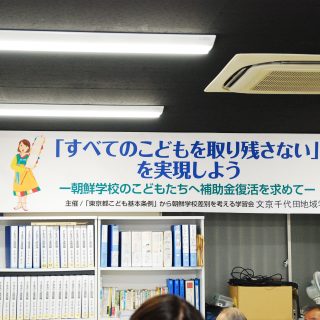 「すべてのこどもを取り残さない」
を実現しよう
ー朝鮮学校のこどもたちへ補助金復活を求めてー
主催 / 「東京都こども基本条例」から朝鮮学校差別を考える学習会 文京千代田地域